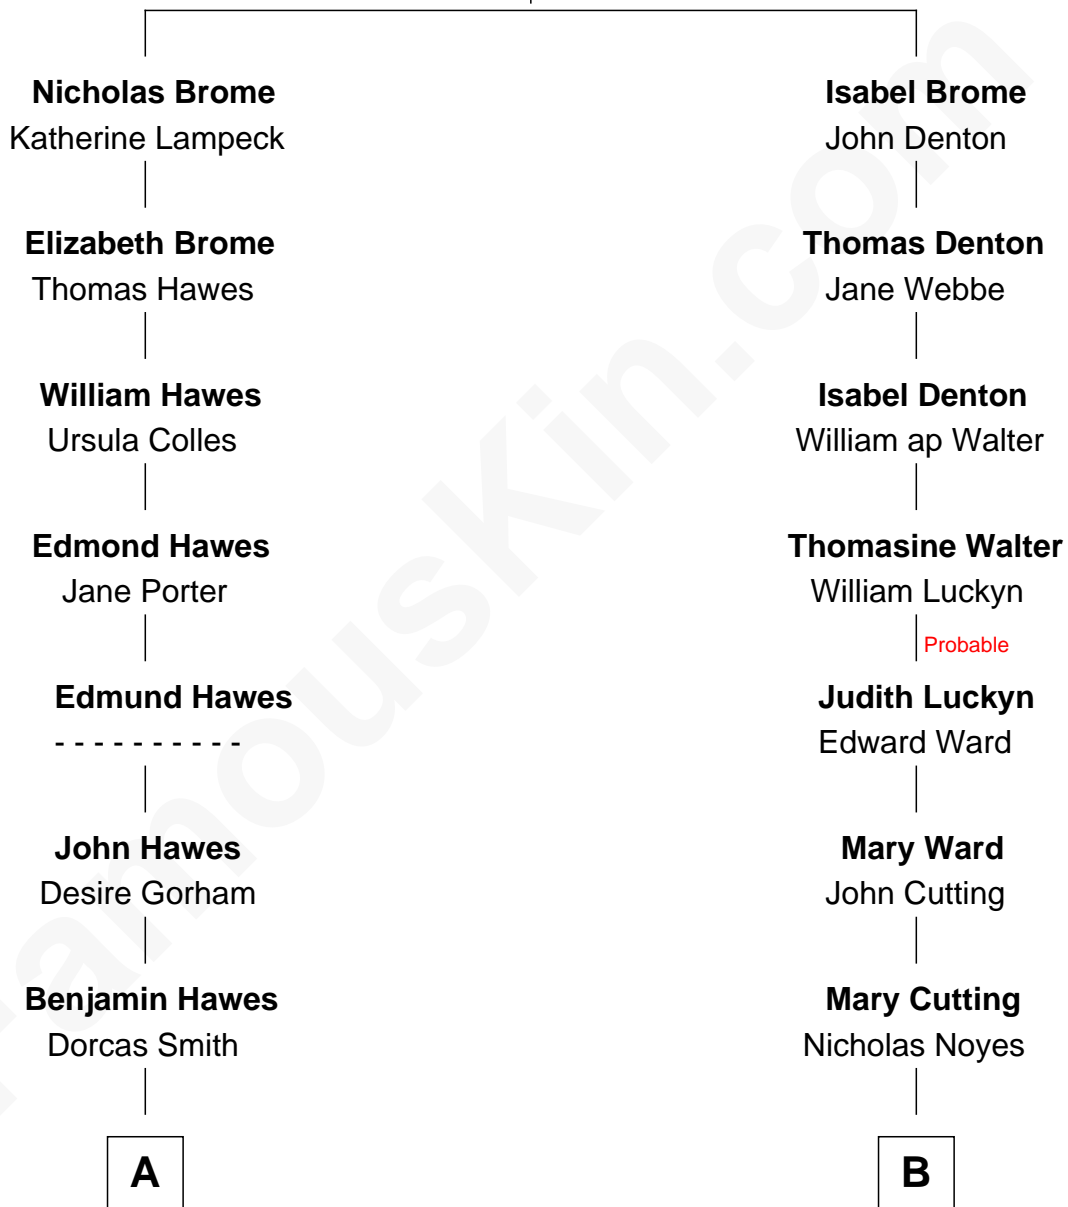 Nicholas Brome
Katherine Lampeck
Isabel Brome
John Denton
Elizabeth Brome
Thomas Hawes
Thomas Denton
Jane Webbe
William Hawes
Ursula Colles
Isabel Denton
William ap Walter
Edmond Hawes
Jane Porter
Thomasine Walter
William Luckyn
Probable
Edmund Hawes
- - - - - - - - - -
Judith Luckyn
Edward Ward
John Hawes
Desire Gorham
Mary Ward
John Cutting
Benjamin Hawes
Dorcas Smith
Mary Cutting
Nicholas Noyes
A
B
FamousKin.com